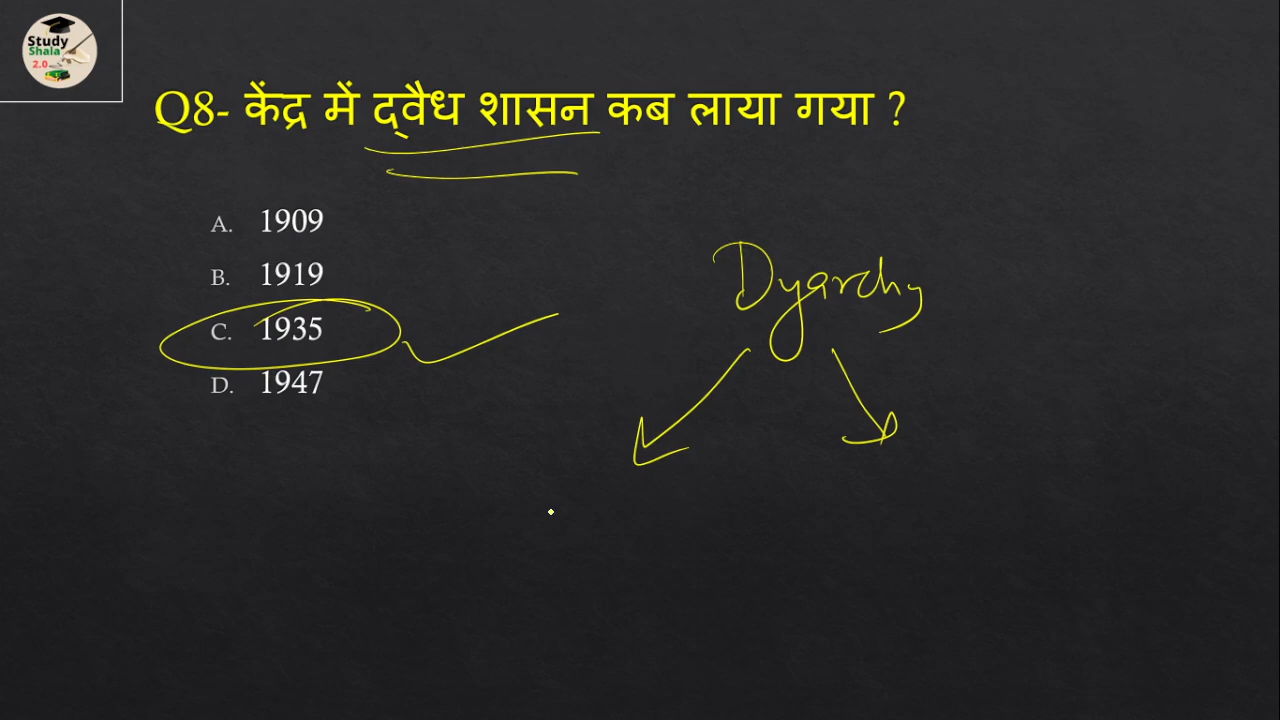 Study
Shala
2.0
Q8- केंद्र में द्वैध शासन कब लाया गया ?
A. 1909
B. 1919
C. 1935
D. 1947
Dyarchy